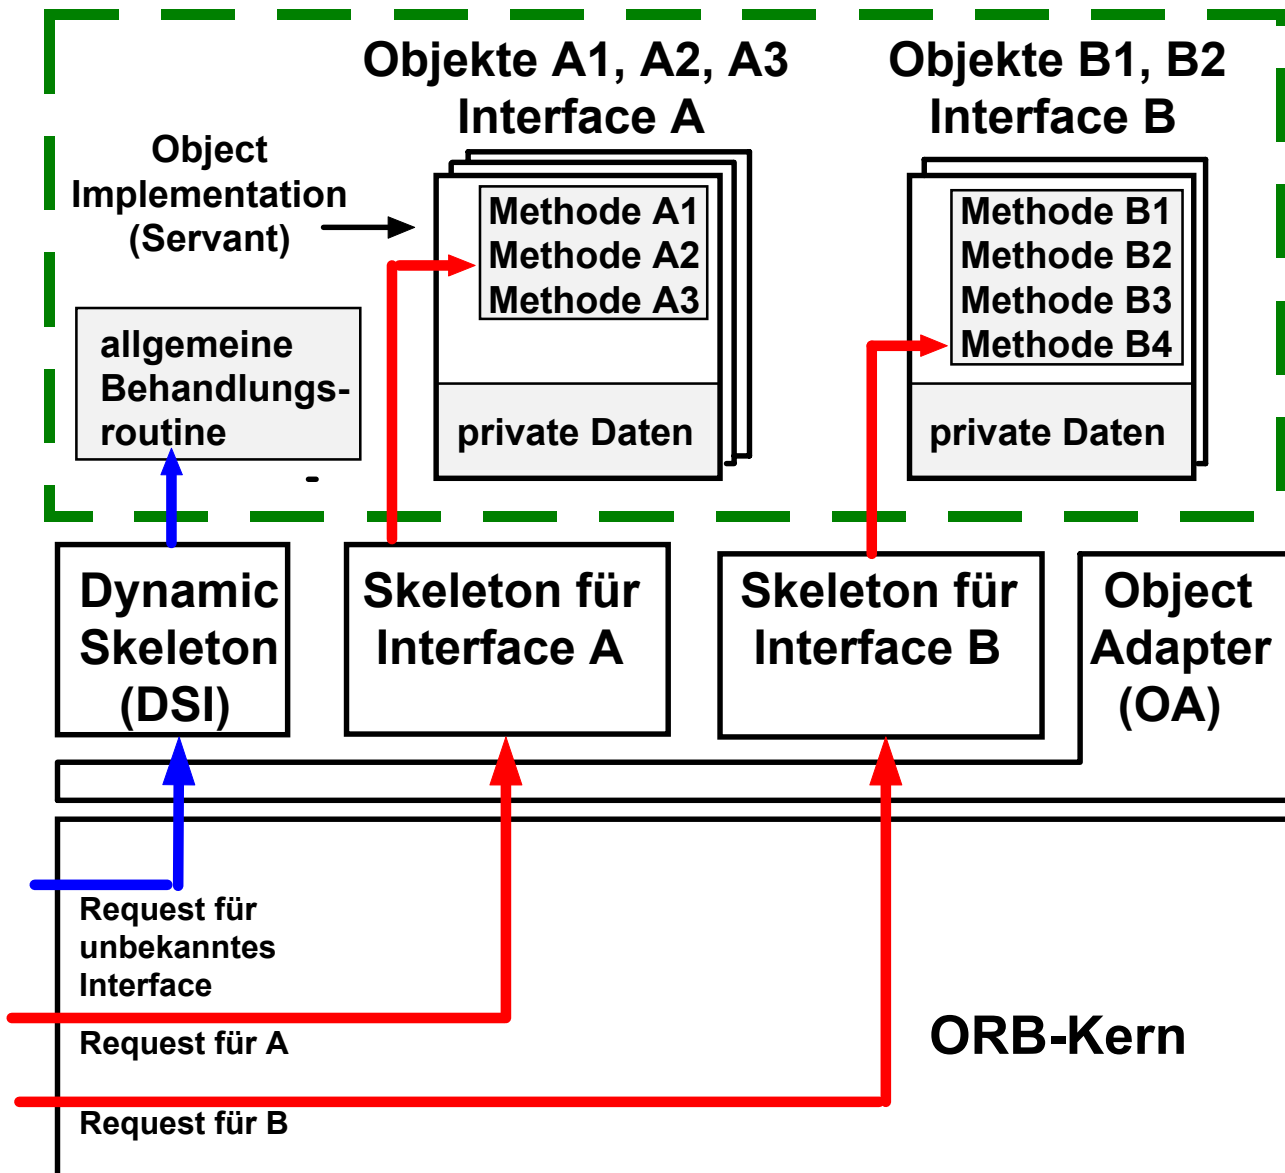 Objekte A1, A2, A3
Interface A
Objekte B1, B2
Interface B
Object
Implementation
(Servant)
Methode A1
Methode A2
Methode A3
private Daten
Methode B1
Methode B2
Methode B3
Methode B4
private Daten
allgemeine
Behandlungs-
routine
-
Dynamic
Skeleton
(DSI)
Skeleton für
Interface A
Skeleton für
Interface B
Object
Adapter
(OA)
Request für
unbekanntes
Interface
Request für A
Request für B
ORB-Kern